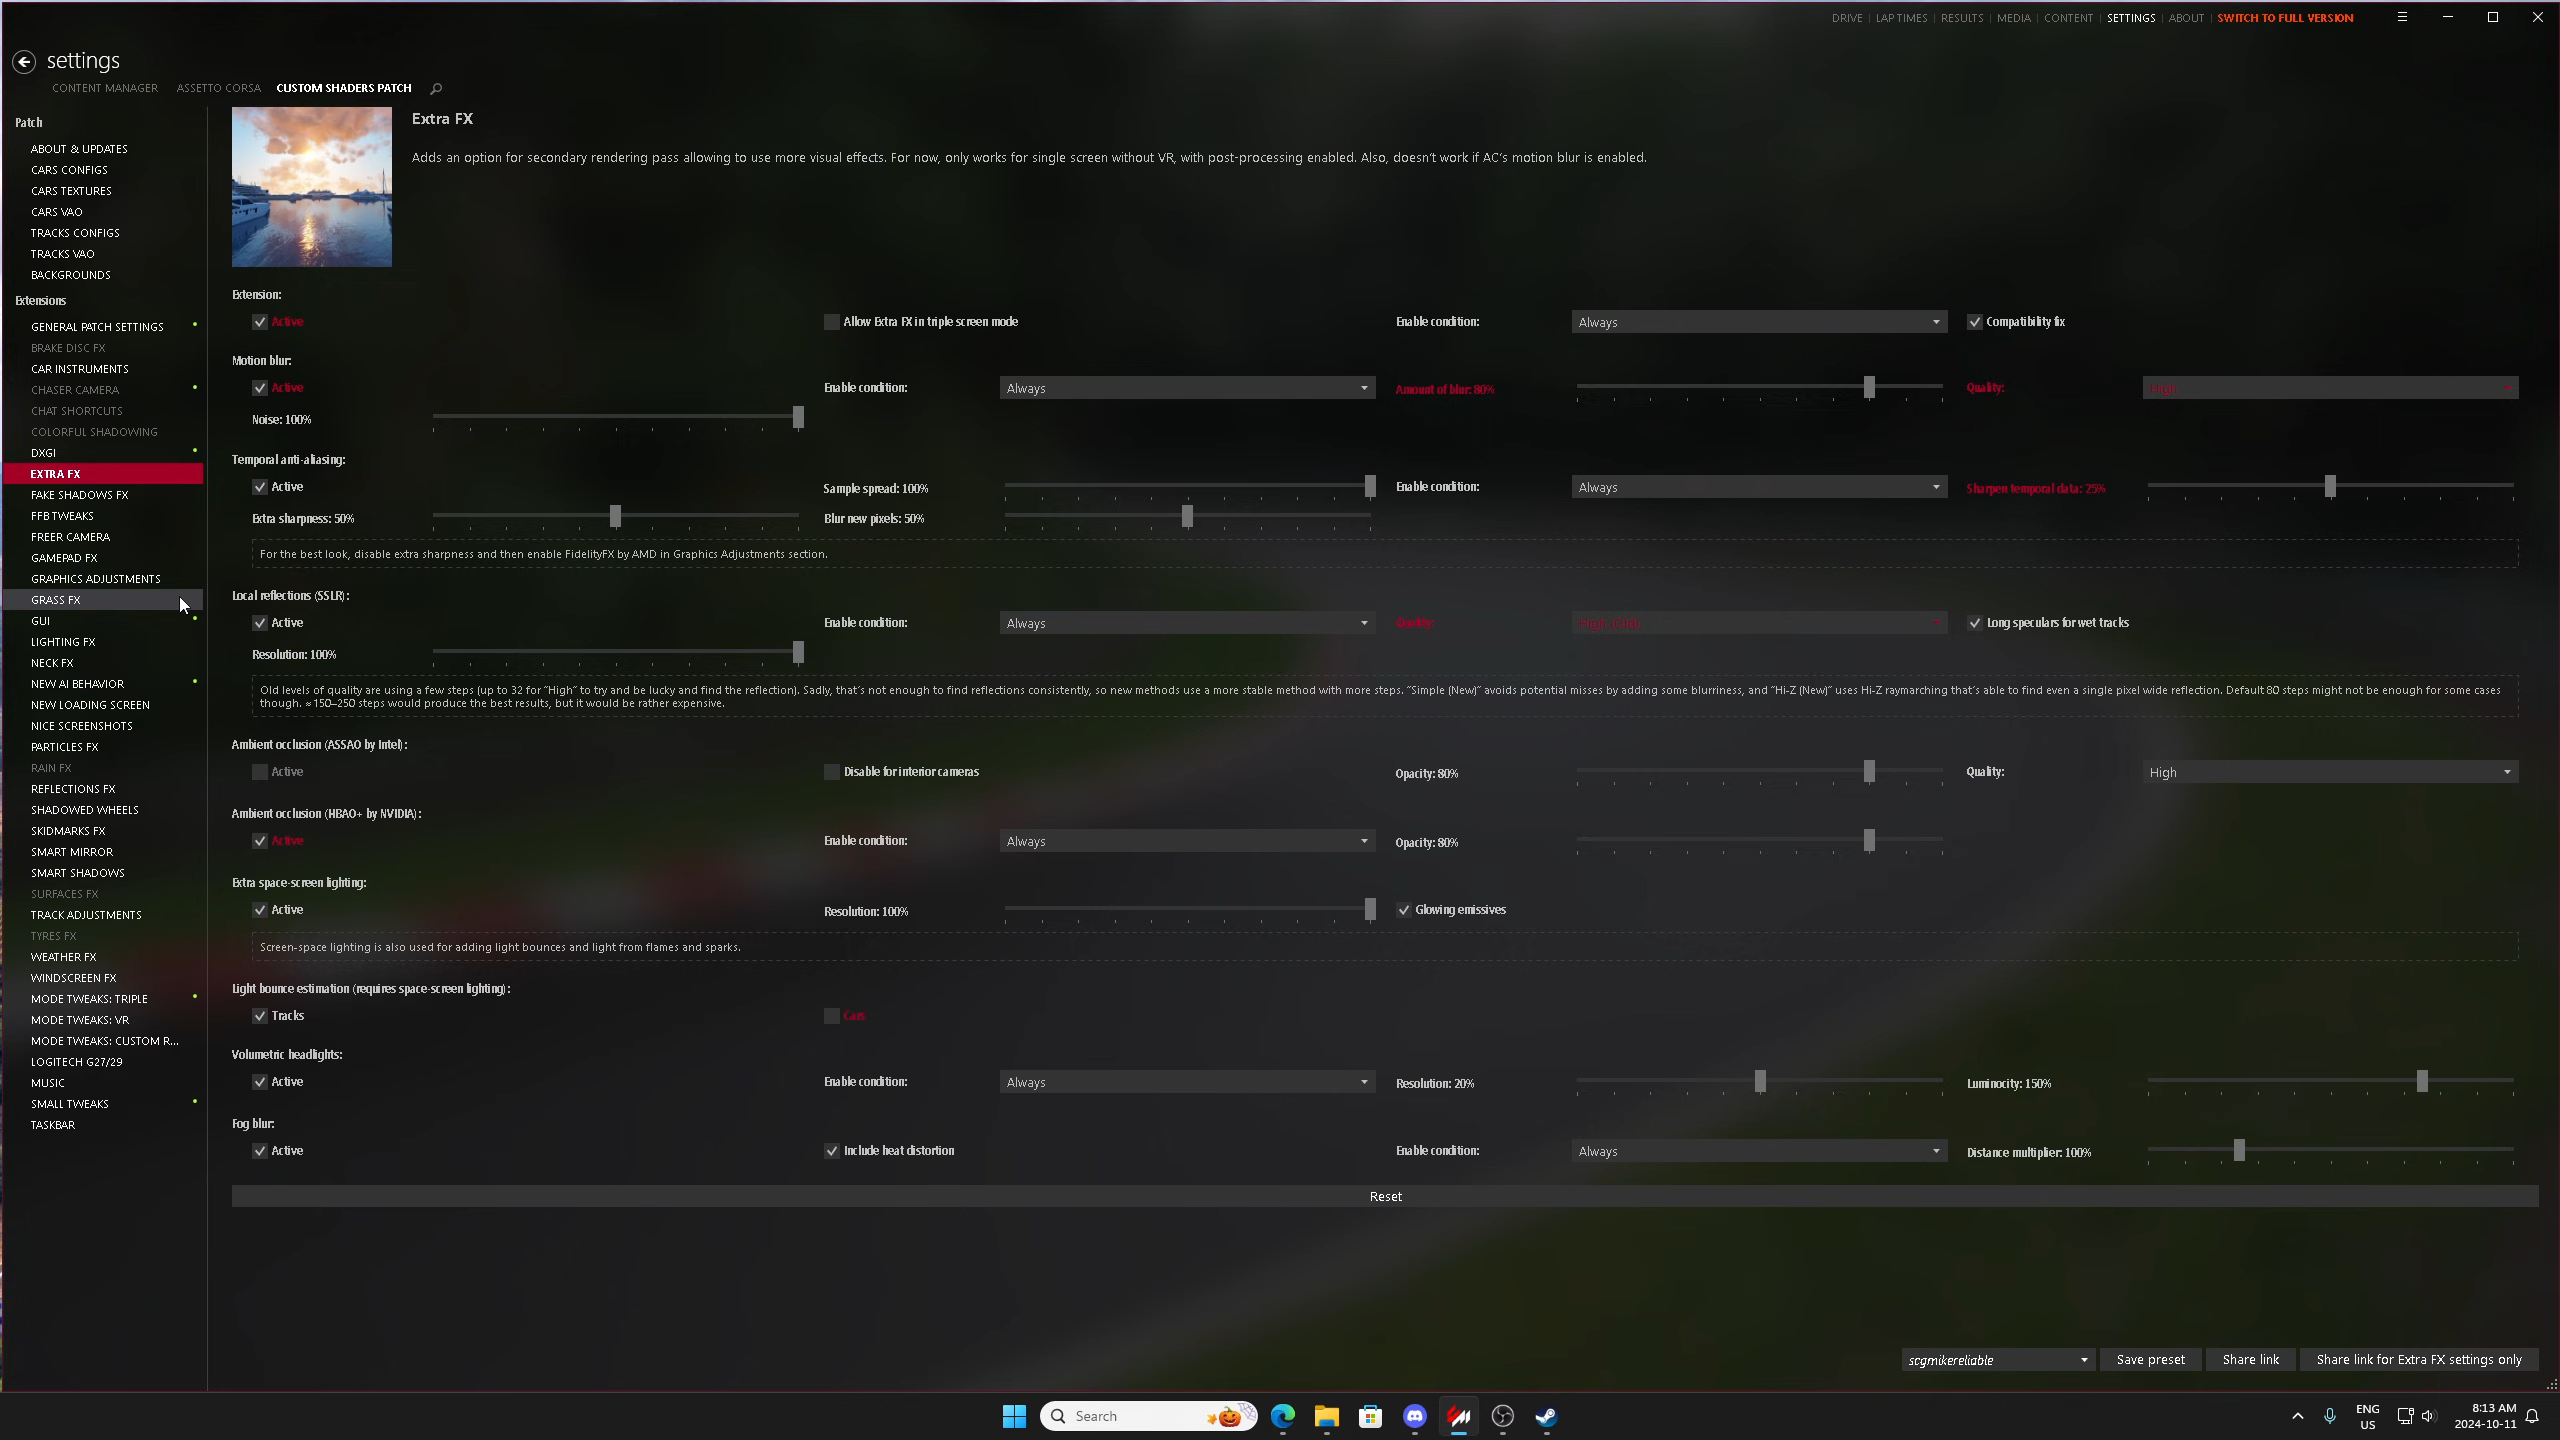 DRIVE | LAP TIMES | RESULTS | MEDIA | CONTENT | SETTINGS | ABOUT | SWITCH TO FULL VERSION
settings
CONTENT MANAGER ASSETTO CORSA CUSTOM SHADERS PATCH
Patch
ABOUT & UPDATES
CARS CONFIGS
CARS TEXTURES
CARS VAO
TRACKS CONFIGS
TRACKS VAO
BACKGROUNDS
Extensions
GENERAL PATCH SETTINGS
BRAKE DISC FX
CAR INSTRUMENTS
CHASER CAMERA
CHAT SHORTCUTS
COLORFUL SHADOWING
DXGI
EXTRA FX
FAKE SHADOWS FX
FFB TWEAKS
FREER CAMERA
GAMEPAD FX
GRAPHICS ADJUSTMENTS
GRASS FX
GUI
LIGHTING FX
NECK FX
NEW AI BEHAVIOR
NEW LOADING SCREEN
NICE SCREENSHOTS
PARTICLES FX
RAIN FX
REFLECTIONS FX
SHADOWED WHEELS
SKIDMARKS FX
SMART MIRROR
SMART SHADOWS
SURFACES FX
TRACK ADJUSTMENTS
TYRES FX
WEATHER FX
WINDSCREEN FX
MODE TWEAKS: TRIPLE
MODE TWEAKS: VR
MODE TWEAKS: CUSTOM R...
LOGITECH G27/29
MUSIC
SMALL TWEAKS
TASKBAR
Extra FX
Adds an option for secondary rendering pass allowing to use more visual effects. For now, only works for single screen without VR, with post-processing enabled. Also, doesn't work if AC's motion blur is enabled.
Extension:
Active Allow Extra FX in triple screen mode Enable condition: Always Compatibility fix
Motion blur:
Active Enable condition: Always Amount of blur: 80% Quality: High
Noise: 100%
Temporal anti-aliasing:
Active Sample spread: 100% Enable condition: Always Sharpen temporal data: 25%
Extra sharpness: 50% Blur new pixels: 50%
For the best look, disable extra sharpness and then enable FidelityFX by AMD in Graphics Adjustments section.
Local reflections (SSLR):
Active Enable condition: Always Quality: Long speculars for wet tracks
Resolution: 100%
Old levels of quality are using a few steps (up to 32 for "High" to try and be lucky and find the reflection). Sadly, that's not enough to find reflections consistently, so new methods use a more stable method with more steps. "Simple (New)" avoids potential misses by adding some blurriness, and "Hi-Z (New)" uses Hi-Z raymarching that's able to find even a single pixel wide reflection. Default 80 steps might not be enough for some cases
though. ≈150–250 steps would produce the best results, but it would be rather expensive.
Ambient occlusion (ASSAO by Intel):
Active Disable for interior cameras Opacity: 80% Quality: High
Ambient occlusion (HBAO+ by NVIDIA):
Active Enable condition: Always Opacity: 80%
Extra space-screen lighting:
Active Resolution: 100% Glowing emissives
Screen-space lighting is also used for adding light bounces and light from flames and sparks.
Light bounce estimation (requires space-screen lighting):
Tracks Cars
Volumetric headlights:
Active Enable condition: Always Resolution: 20% Luminocity: 150%
Fog blur:
Active Include heat distortion Enable condition: Always Distance multiplier: 100%
Reset
scgmikereliable Save preset Share link Share link for Extra FX settings only
Search
ENG
US
8:13 AM
2024-10-11